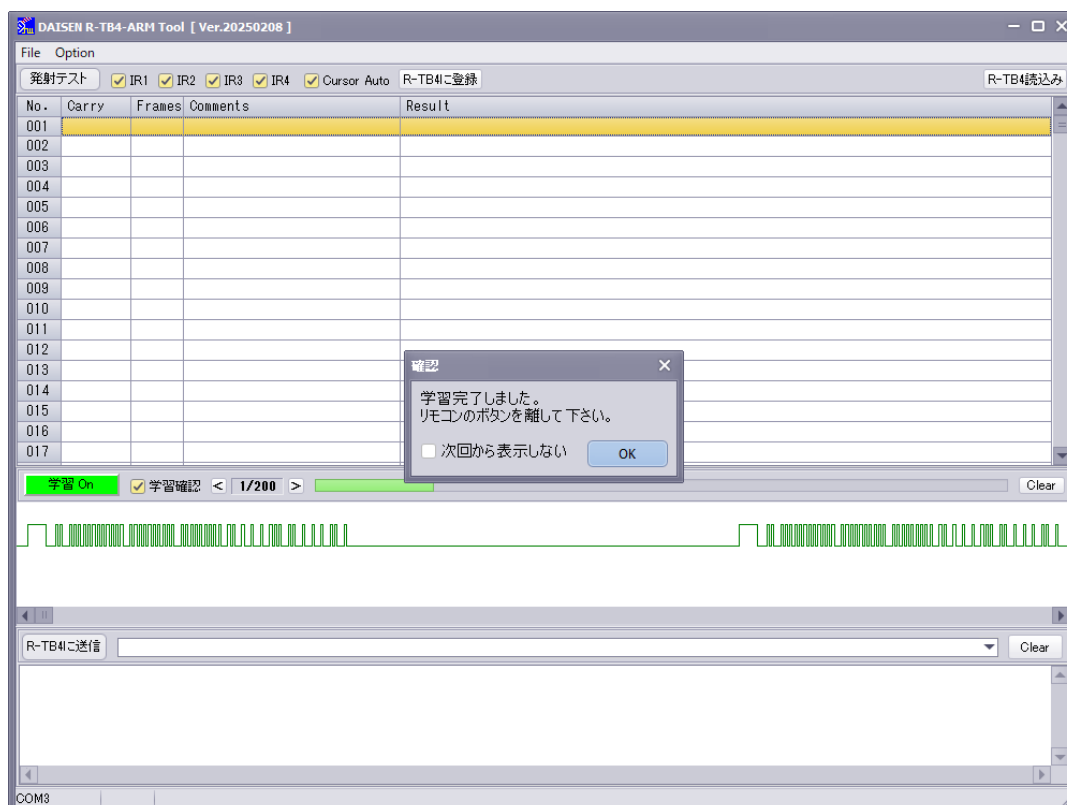 DAISEN R-TB4-ARM Tool [ Ver.20250208 ]
File Option
発射テスト IR1 IR2 IR3 IR4 Cursor Auto R-TB4に登録 R-TB4読込み
No. Carry Frames Comments Result
001
002
003
004
005
006
007
008
009
010
011
012
013
014
015
016
017
確認
学習完了しました。
リモコンのボタンを離して下さい。
次回から表示しない OK
学習 On 学習確認 < 1/200 > Clear
R-TB4に送信 Clear
COM3